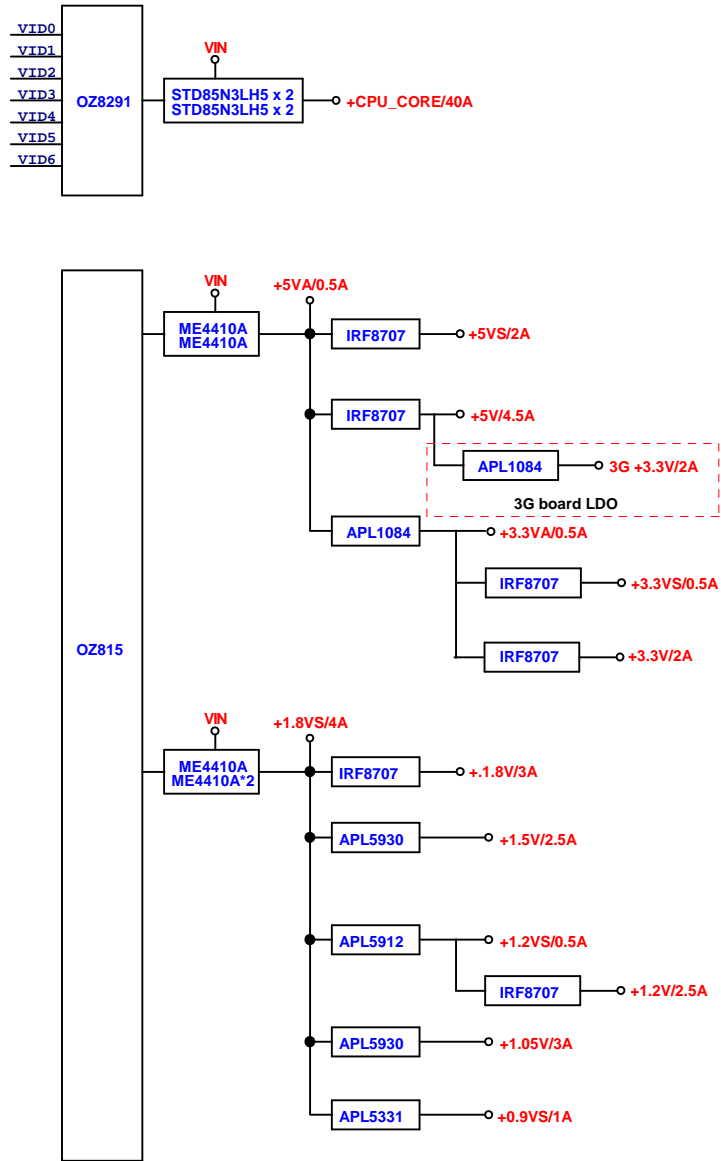 VID0
VID1
VID2
VID3
VID4
VID5
VID6
OZ8291
VIN
STD85N3LH5 x 2
STD85N3LH5 x 2
+CPU_CORE/40A
OZ815
VIN
ME4410A
ME4410A
+5VA/0.5A
IRF8707
+5VS/2A
IRF8707
+5V/4.5A
APL1084
3G +3.3V/2A
3G board LDO
APL1084
+3.3VA/0.5A
IRF8707
+3.3VS/0.5A
IRF8707
+3.3V/2A
VIN
ME4410A
ME4410A*2
+1.8VS/4A
IRF8707
+.1.8V/3A
APL5930
+1.5V/2.5A
APL5912
+1.2VS/0.5A
IRF8707
+1.2V/2.5A
APL5930
+1.05V/3A
APL5331
+0.9VS/1A